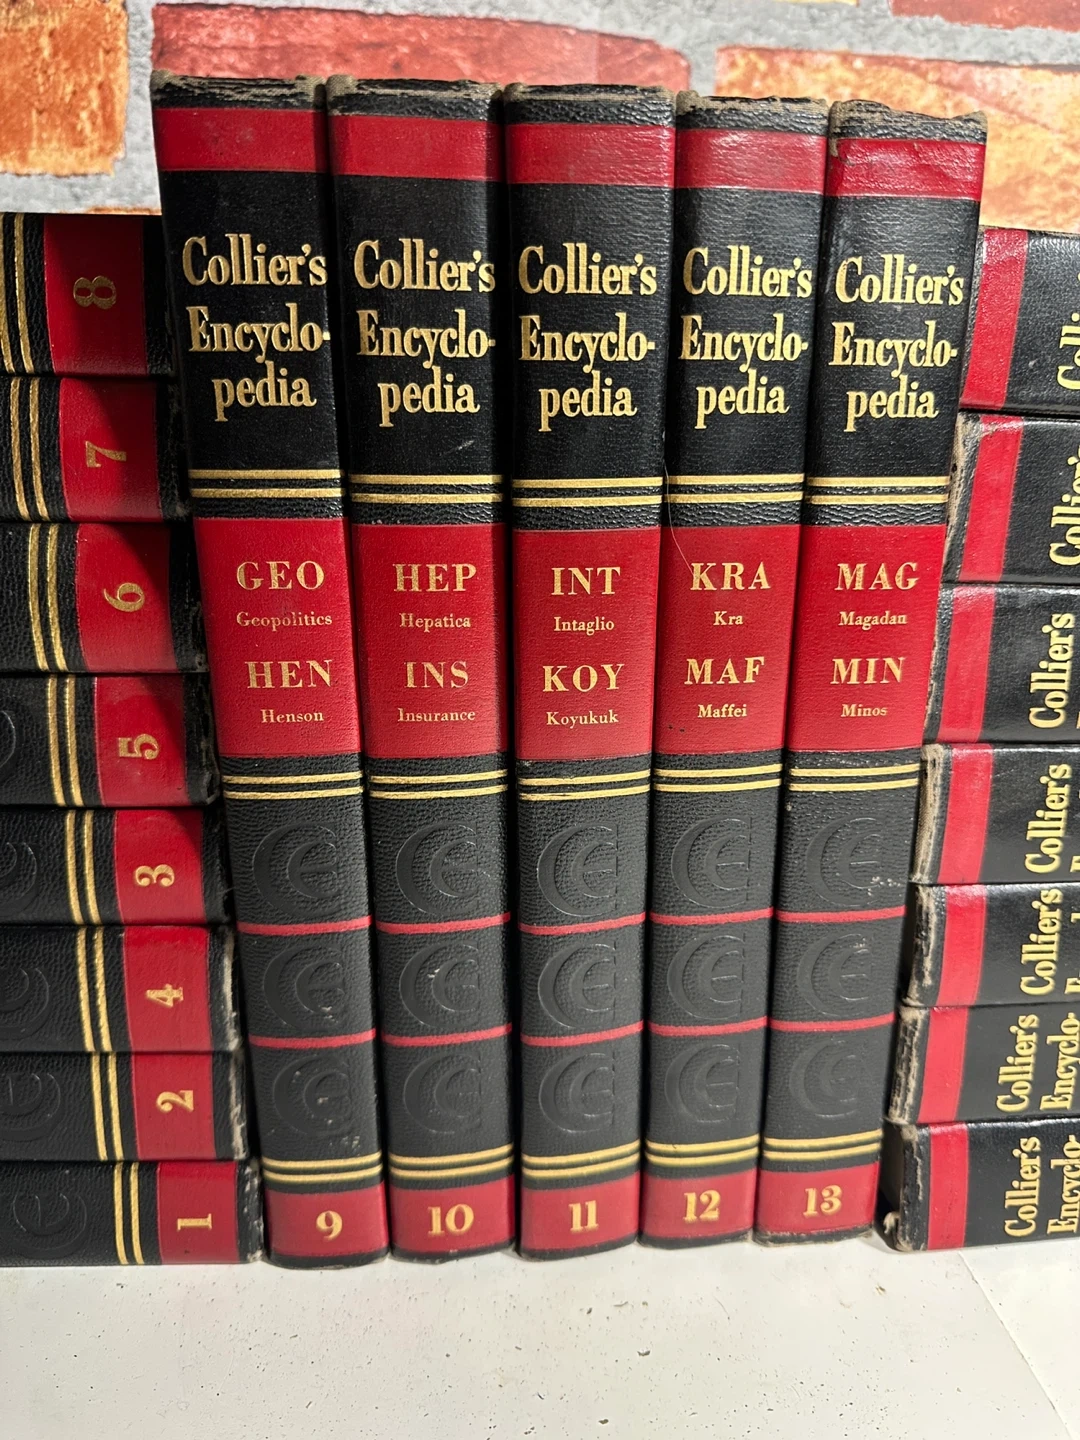 8
7
6
5
3
4
2
1
Collier's
Encyclo-
pedia
GEO
Geopolitics
HEN
Henson
9
Collier's
Encyclo-
pedia
HEP
Hepatica
INS
Insurance
10
Collier's
Encyclo-
pedia
INT
Intaglio
KOY
Koyukuk
11
Collier's
Encyclo-
pedia
KRA
Kra
MAF
Maffei
12
Collier's
Encyclo-
pedia
MAG
Magadan
MIN
Minos
13
Collier's
Collier's
Collier's
Collier's
Encyclo-
Collier's
Encyclo-